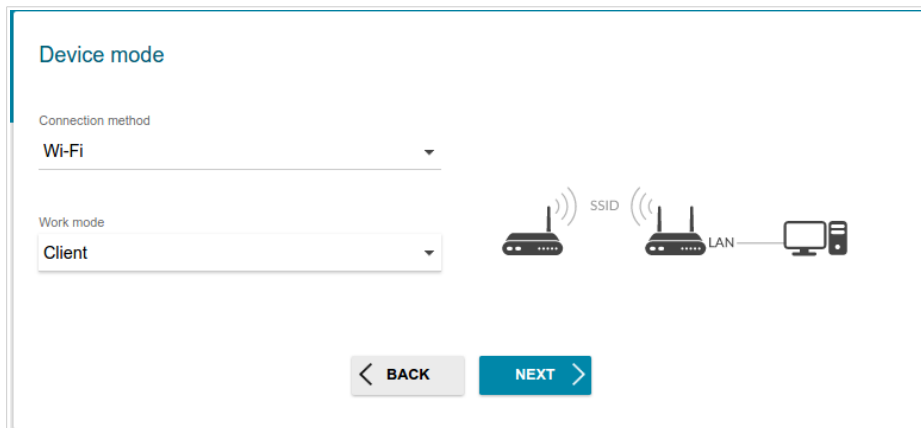 Device mode
Connection method
Wi-Fi
Work mode
Client
SSID
LAN
BACK
NEXT